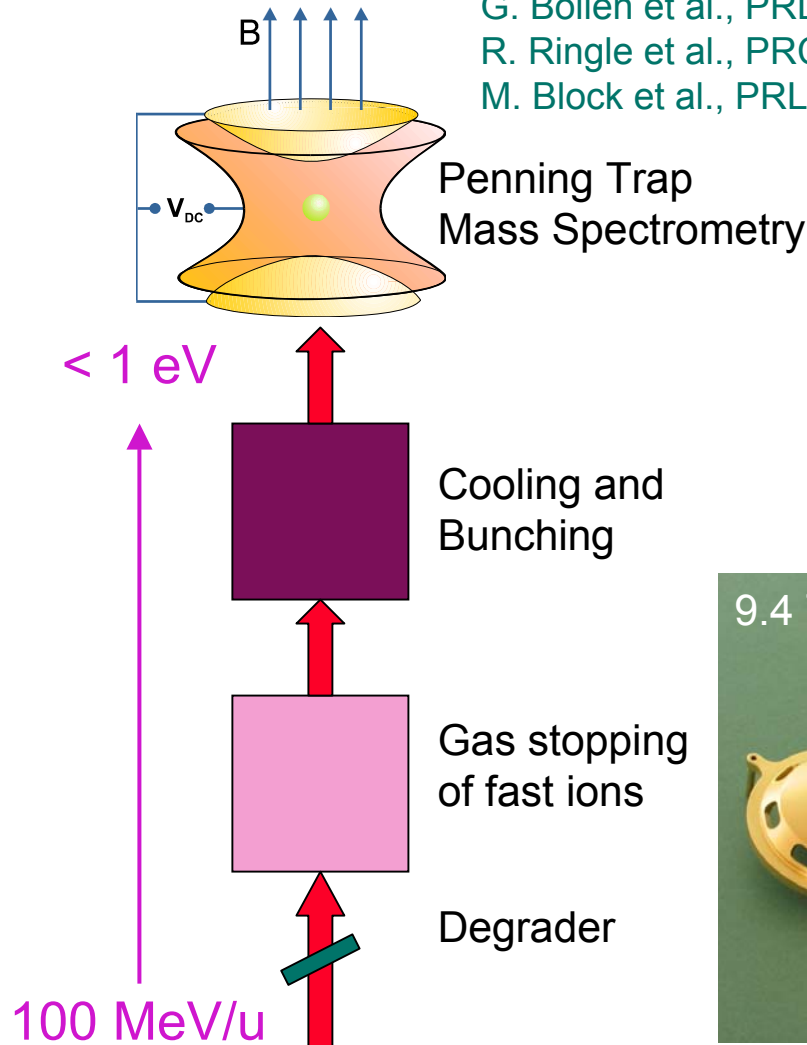 G. Bollen et al., PRL
R. Ringle et al., PRC
M. Block et al., PRL
B
Penning Trap
Mass Spectrometry
V_DC
< 1 eV
Cooling and
Bunching
9.4
Gas stopping
of fast ions
Degrader
100 MeV/u